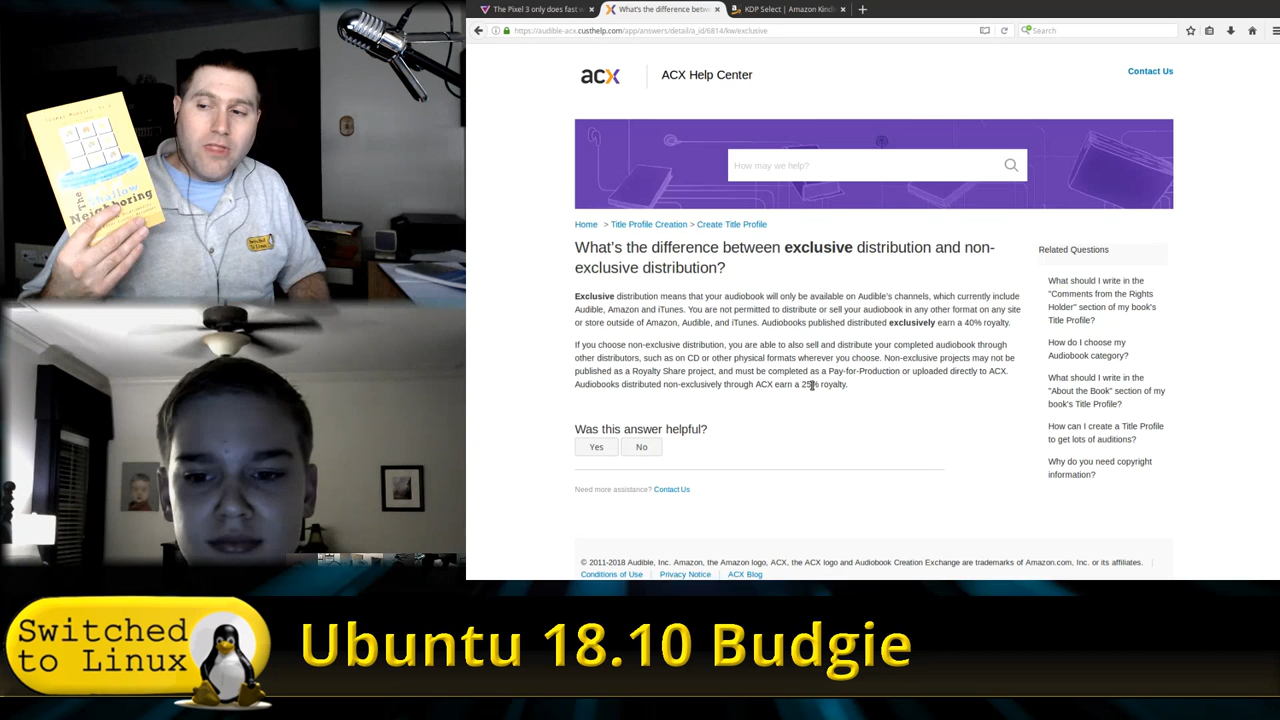 The Pixel 3 only does fast w
What's the difference betw
KDP Select | Amazon Kindl
https://audible-acx.custhelp.com/app/answers/detail/a_id/6814/kw/exclusive
Search
acx
ACX Help Center
Contact Us
How may we help?
Home > Title Profile Creation > Create Title Profile
What's the difference between exclusive distribution and non-
exclusive distribution?
Exclusive distribution means that your audiobook will only be available on Audible's channels, which currently include
Audible, Amazon and iTunes. You are not permitted to distribute or sell your audiobook in any other format on any site
or store outside of Amazon, Audible, and iTunes. Audiobooks published distributed exclusively earn a 40% royalty.
If you choose non-exclusive distribution, you are able to also sell and distribute your completed audiobook through
other distributors, such as on CD or other physical formats wherever you choose. Non-exclusive projects may not be
published as a Royalty Share project, and must be completed as a Pay-for-Production or uploaded directly to ACX.
Audiobooks distributed non-exclusively through ACX earn a 25% royalty.
Was this answer helpful?
Yes
No
Need more assistance? Contact Us
Related Questions
What should I write in the
"Comments from the Rights
Holder" section of my book's
Title Profile?
How do I choose my
Audiobook category?
What should I write in the
"About the Book" section of my
book's Title Profile?
How can I create a Title Profile
to get lots of auditions?
Why do you need copyright
information?
© 2011-2018 Audible, Inc. Amazon, the Amazon logo, ACX, the ACX logo and Audiobook Creation Exchange are trademarks of Amazon.com, Inc. or its affiliates. |
Conditions of Use | Privacy Notice | ACX Blog
The Shallow
Neighboring
Switched
to Linux
Ubuntu 18.10 Budgie